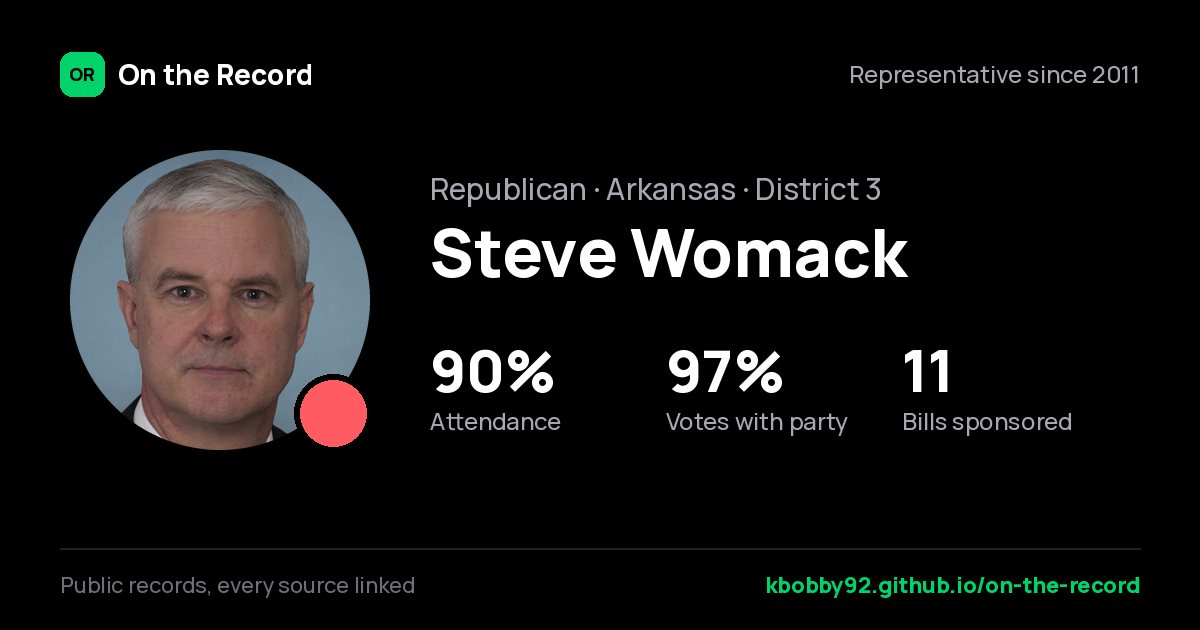 OR On the Record
Representative since 2011
Republican · Arkansas · District 3
Steve Womack
90% 97% 11
Attendance Votes with party Bills sponsored
Public records, every source linked
kbobby92.github.io/on-the-record